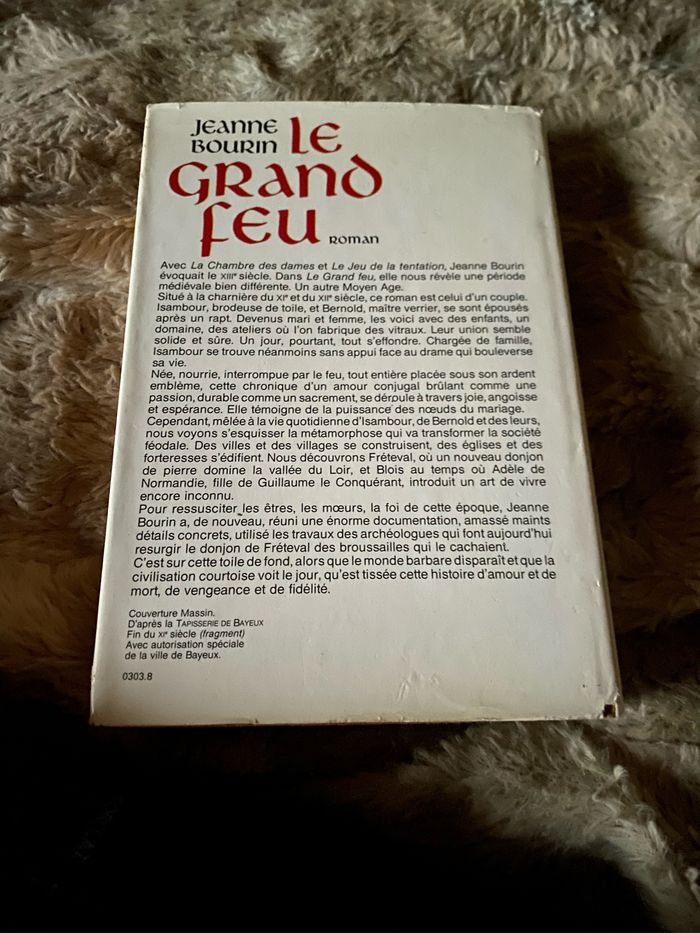 JEANNE LE
BOURIN
GRAND
FEU ROMAN
Avec La Chambre des dames et Le Jeu de la tentation, Jeanne Bourin
évoquait le XIIIe siècle. Dans Le Grand feu, elle nous révèle une période
médiévale bien différente. Un autre Moyen Age.
Situé à la charnière du XIe et du XIIe siècle, ce roman est celui d'un couple.
Isambour, brodeuse de toile, et Bernold, maître verrier, se sont épousés
après un rapt. Devenus mari et femme, les voici avec des enfants, un
domaine, des ateliers où l'on fabrique des vitraux. Leur union semble
solide et sûre. Un jour, pourtant, tout s'effondre. Chargée de famille,
Isambour se trouve néanmoins sans appui face au drame qui bouleverse
sa vie.
Née, nourrie, interrompue par le feu, tout entière placée sous son ardent
emblème, cette chronique d'un amour conjugal brûlant comme une
passion, durable comme un sacrement, se déroule à travers joie, angoisse
et espérance. Elle témoigne de la puissance des nœuds du mariage.
Cependant, mêlée à la vie quotidienne d'Isambour, de Bernold et des leurs,
nous voyons s'esquisser la métamorphose qui va transformer la société
féodale. Des villes et des villages se construisent, des églises et des
forteresses s'édifient. Nous découvrons Fréteval, où un nouveau donjon
de pierre domine la vallée du Loir, et Blois au temps où Adèle de
Normandie, fille de Guillaume le Conquérant, introduit un art de vivre
encore inconnu.
Pour ressusciter les êtres, les mœurs, la foi de cette époque, Jeanne
Bourin a, de nouveau, réuni une énorme documentation, amassé maints
détails concrets, utilisé les travaux des archéologues qui font aujourd'hui
resurgir le donjon de Fréteval des broussailles qui le cachaient.
C'est sur cette toile de fond, alors que le monde barbare disparaît et que la
civilisation courtoise voit le jour, qu'est tissée cette histoire d'amour et de
mort, de vengeance et de fidélité.
Couverture Massin.
D'après la TAPISSERIE DE BAYEUX
Fin du XIe siècle (fragment)
Avec autorisation spéciale
de la ville de Bayeux.
0303.8